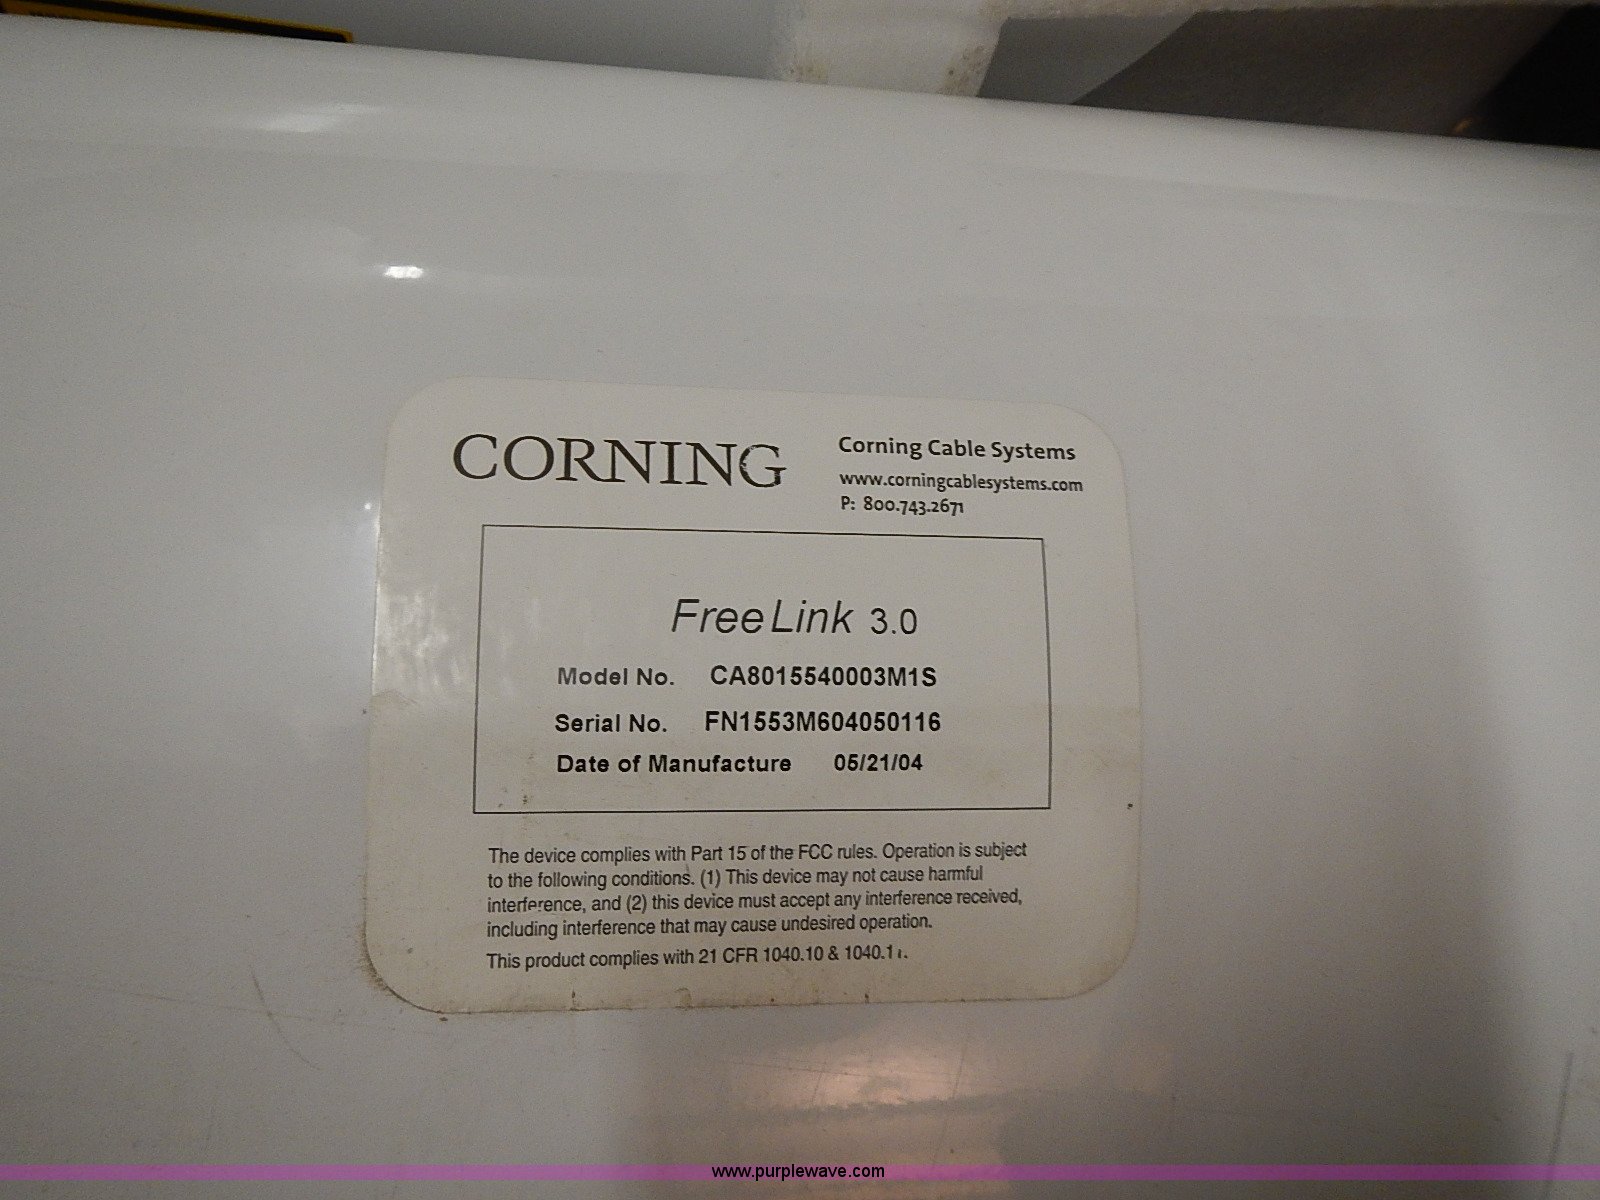 CORNING
Corning Cable Systems
www.corningcablesystems.com
P: 800.743.2671
FreeLink 3.0
Model No. CA8015540003M1S
Serial No. FN1553M604050116
Date of Manufacture 05/21/04
The device complies with Part 15 of the FCC rules. Operation is subject
to the following conditions. (1) This device may not cause harmful
interference, and (2) this device must accept any interference received,
including interference that may cause undesired operation.
This product complies with 21 CFR 1040.10 & 1040.11.
www.purplewave.com